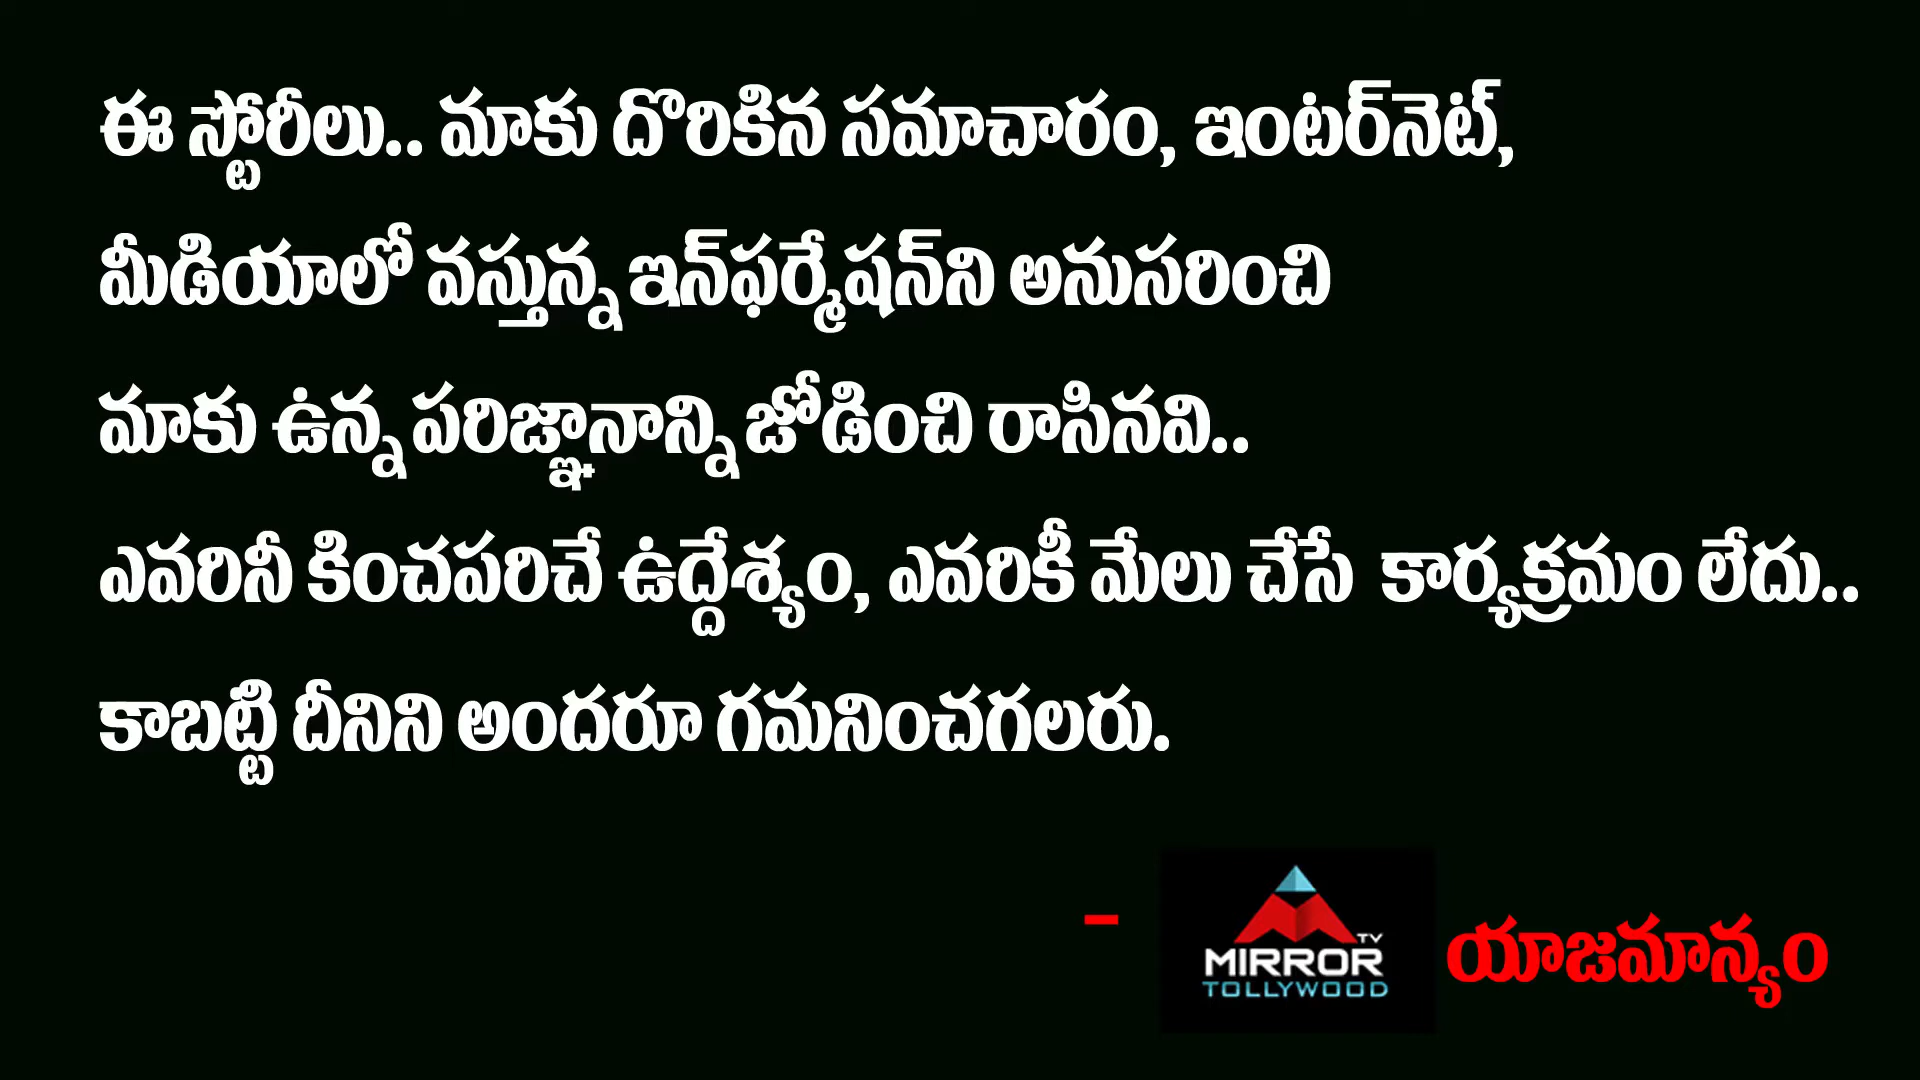 ఈ స్టోరీలు.. మాకు దొరికిన సమాచారం, ఇంటర్‌నెట్,
మీడియాలో వస్తున్న ఇన్‌ఫర్మేషన్‌ని అనుసరించి
మాకు ఉన్న పరిజ్ఞానాన్ని జోడించి రాసినవి..
ఎవరినీ కించపరిచే ఉద్దేశ్యం, ఎవరికీ మేలు చేసే కార్యక్రమం లేదు..
కాబట్టి దీనిని అందరూ గమనించగలరు.
- MIRROR TV TOLLYWOOD యాజమాన్యం